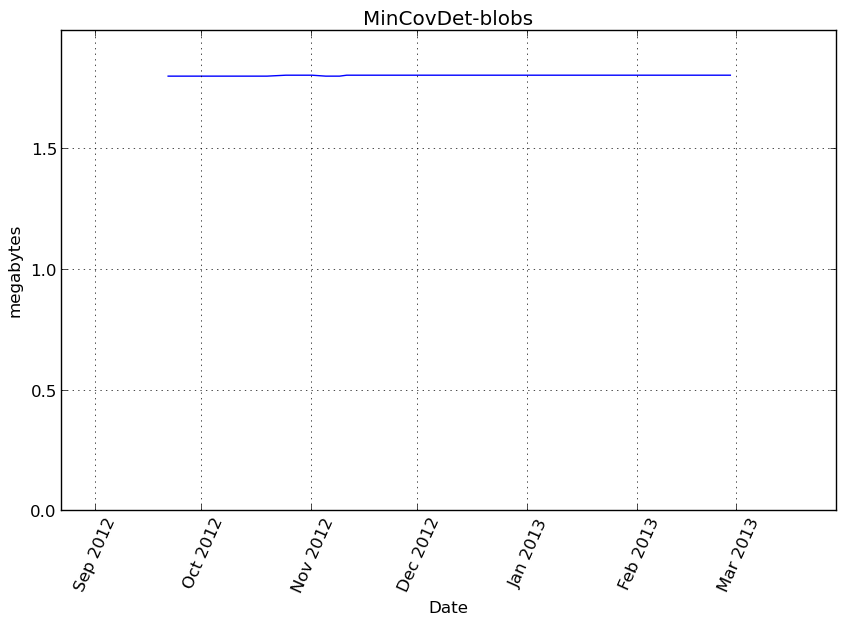 MinCovDet-blobs
megabytes
1.5
1.0
0.5
0.0
Sep 2012
Oct 2012
Nov 2012
Dec 2012
Jan 2013
Feb 2013
Mar 2013
Date